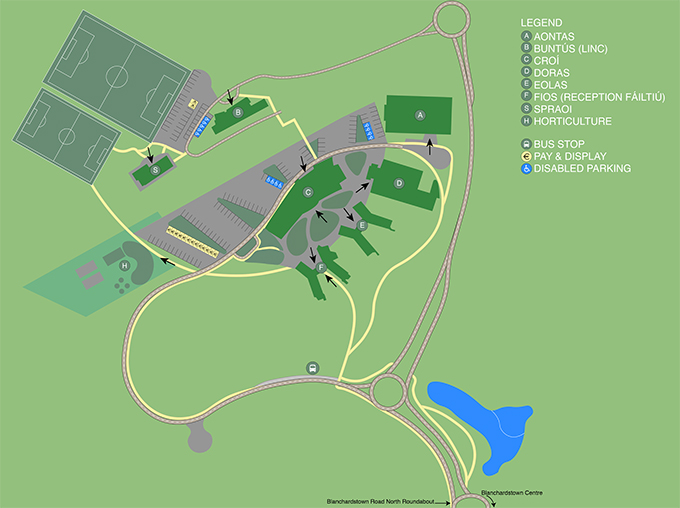 LEGEND
A AONTAS
B BUNTÚS (LINC)
C CROÍ
D DORAS
E EOLAS
F FIOS (RECEPTION FÁILTIÚ)
S SPRAOI
H HORTICULTURE
BUS STOP
€ PAY & DISPLAY
DISABLED PARKING
A
B
S
C
D
E
F
H
Blanchardstown Centre
Blanchardstown Road North Roundabout